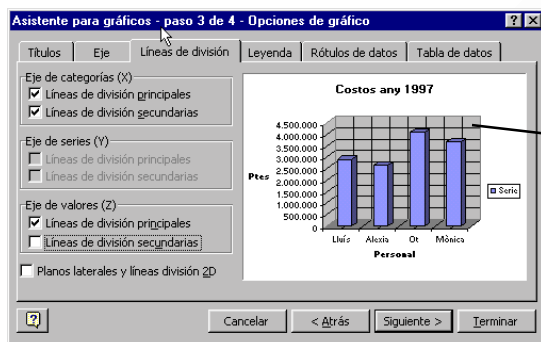 Asistente para gráficos - paso 3 de 4 - Opciones de gráfico
Títulos
Eje
Líneas de división
Leyenda
Rótulos de datos
Tabla de datos
Eje de categorías (X)
Líneas de división principales
Líneas de división secundarias
Eje de series (Y)
Líneas de división principales
Líneas de división secundarias
Eje de valores (Z)
Líneas de división principales
Líneas de división secundarias
Planos laterales y líneas división 2D
Costos any 1997
4.500.000
4.000.000
3.500.000
3.000.000
2.500.000
2.000.000
1.500.000
1.000.000
500.000
0
Ptes
Lluís Alexia Ot Mònica
Personal
Serie
Cancelar
< Atrás
Siguiente >
Terminar